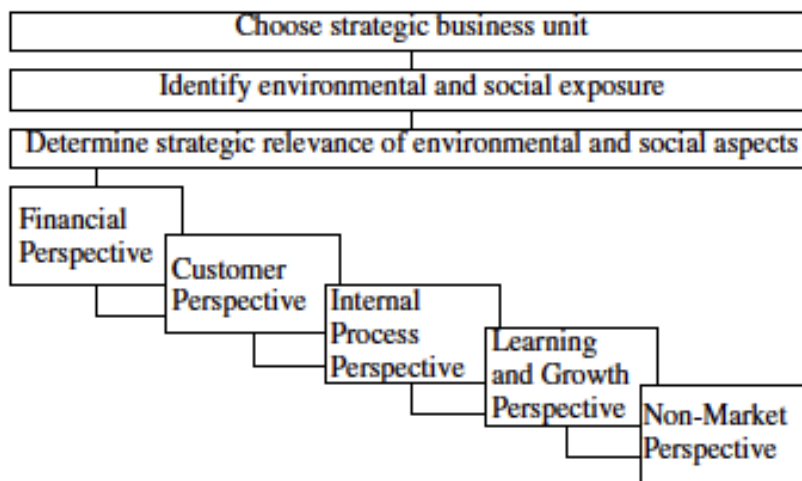 Choose strategic business unit
Identify environmental and social exposure
Determine strategic relevance of environmental and social aspects
Financial
Perspective
Customer
Perspective
Internal
Process
Perspective
Learning
and Growth
Perspective
Non-Market
Perspective